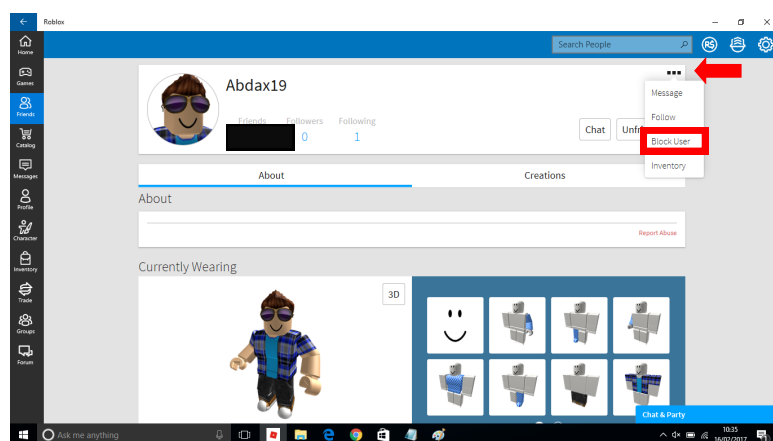 Roblox
Home
Games
Friends
Catalog
Messages
Profile
Character
Inventory
Trade
Groups
Forum
Search People
R$
Abdax19
Friends Followers Following
0 1
Chat
Message
Follow
Block User
Inventory
About Creations
About
Report Abuse
Currently Wearing
3D
Chat & Party
Ask me anything
10:35
16/02/2017